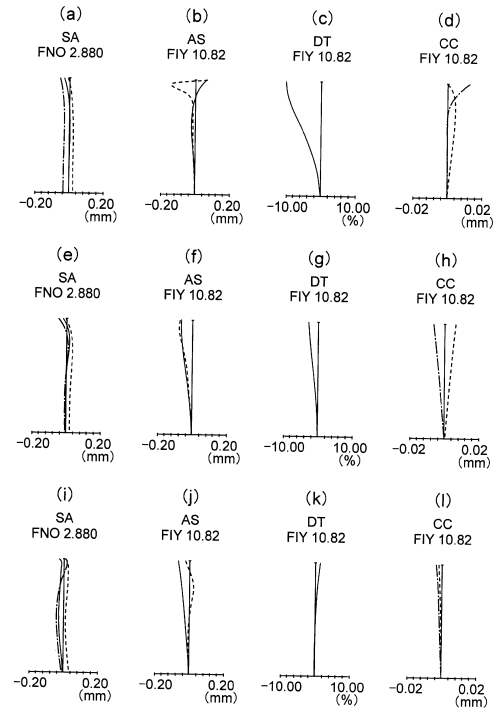 (a) (b) (c) (d)
SA AS DT CC
FNO 2.880 FIY 10.82 FIY 10.82 FIY 10.82
−0.20 0.20 −0.20 0.20 −10.00 10.00 −0.02 0.02
(mm) (mm) (%) (mm)
(e) (f) (g) (h)
SA AS DT CC
FNO 2.880 FIY 10.82 FIY 10.82 FIY 10.82
−0.20 0.20 −0.20 0.20 −10.00 10.00 −0.02 0.02
(mm) (mm) (%) (mm)
(i) (j) (k) (l)
SA AS DT CC
FNO 2.880 FIY 10.82 FIY 10.82 FIY 10.82
−0.20 0.20 −0.20 0.20 −10.00 10.00 −0.02 0.02
(mm) (mm) (%) (mm)